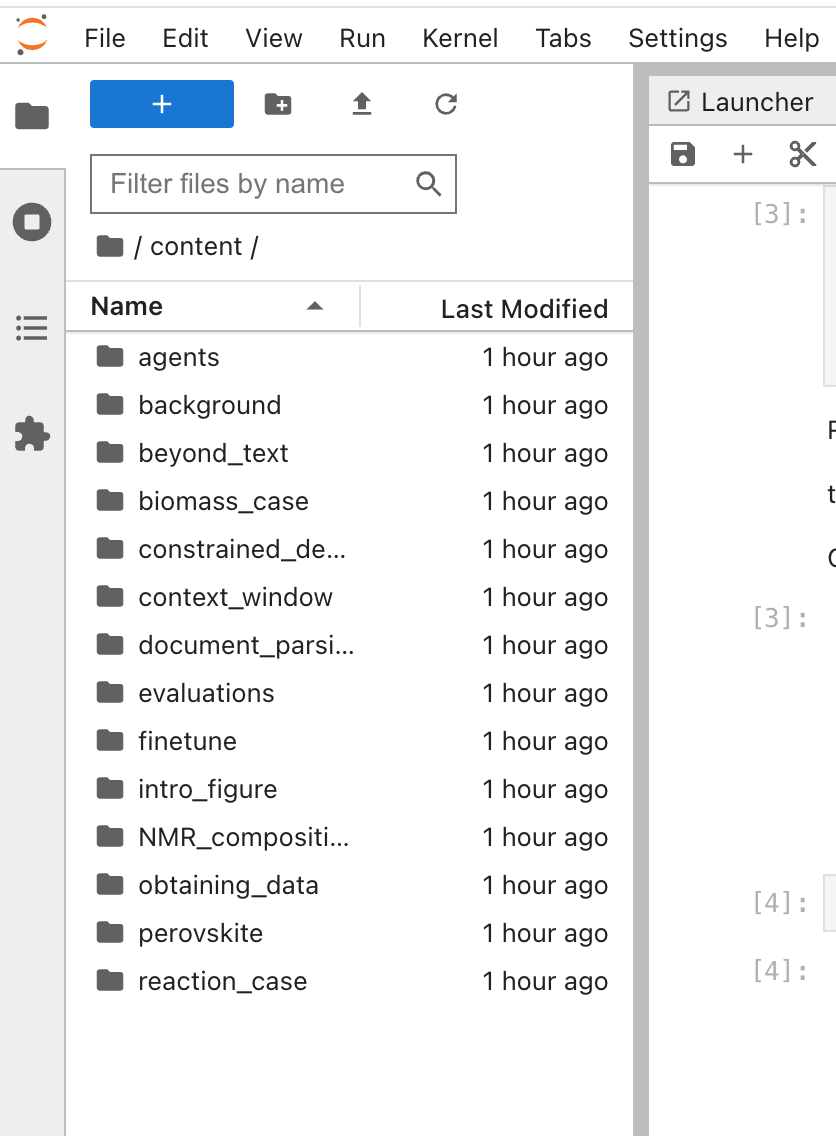 File Edit View Run Kernel Tabs Settings Help
+
Launcher
Filter files by name
/ content /
Name Last Modified
agents 1 hour ago
background 1 hour ago
beyond_text 1 hour ago
biomass_case 1 hour ago
constrained_de... 1 hour ago
context_window 1 hour ago
document_parsi... 1 hour ago
evaluations 1 hour ago
finetune 1 hour ago
intro_figure 1 hour ago
NMR_compositi... 1 hour ago
obtaining_data 1 hour ago
perovskite 1 hour ago
reaction_case 1 hour ago
[3]:
t
[3]:
[4]:
[4]: